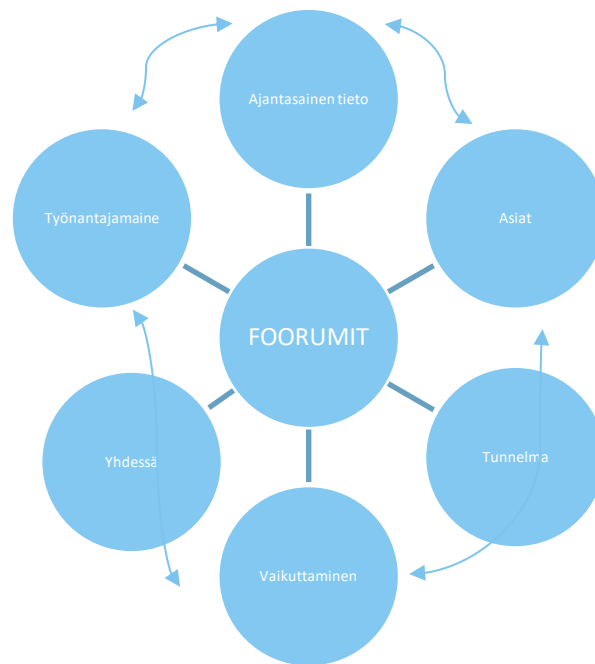 Ajantasainen tieto
Työnantajamaine
Asiat
FOORUMIT
Yhdessä
Tunnelma
Vaikuttaminen